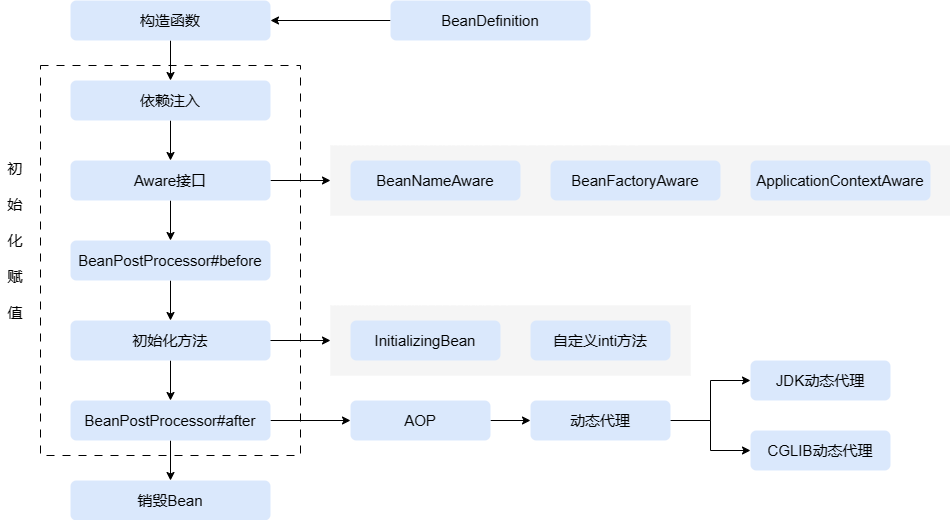 构造函数
BeanDefinition
依赖注入
初始化赋值
Aware接口
BeanNameAware
BeanFactoryAware
ApplicationContextAware
BeanPostProcessor#before
初始化方法
InitializingBean
自定义inti方法
JDK动态代理
BeanPostProcessor#after
AOP
动态代理
CGLIB动态代理
销毁Bean